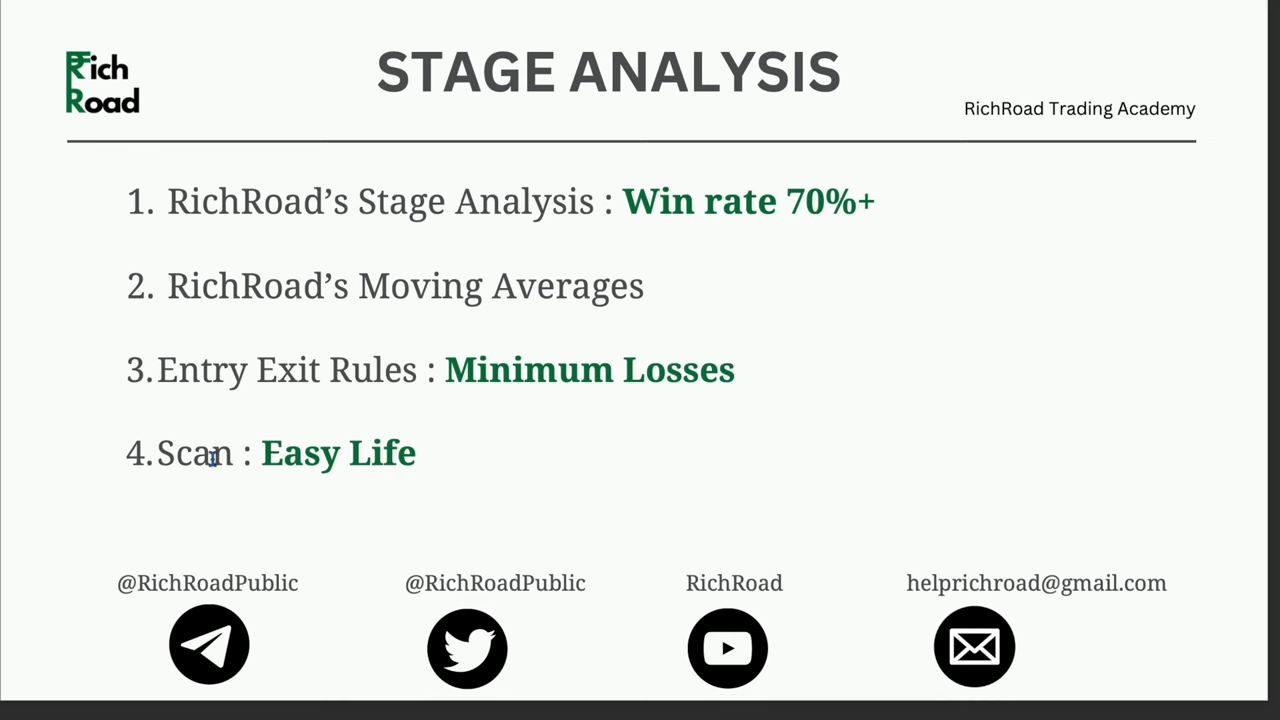 ₹ich
Road
STAGE ANALYSIS
RichRoad Trading Academy
1. RichRoad’s Stage Analysis : Win rate 70%+
2. RichRoad’s Moving Averages
3. Entry Exit Rules : Minimum Losses
4. Scan : Easy Life
@RichRoadPublic @RichRoadPublic RichRoad helprichroad@gmail.com